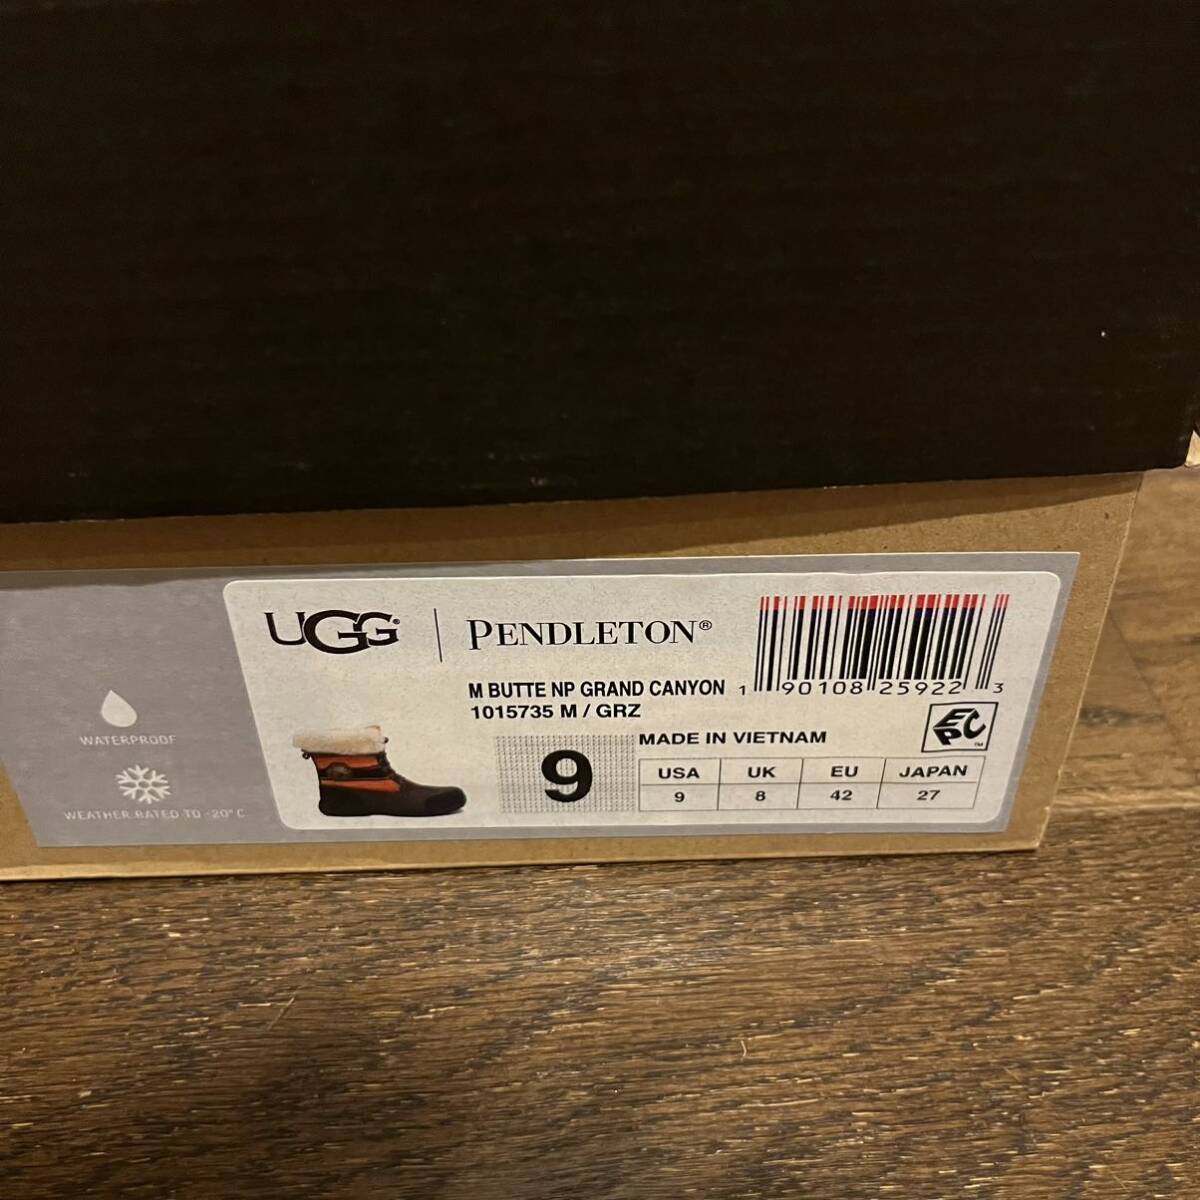 UGG® | PENDLETON®
M BUTTE NP GRAND CANYON
1015735 M / GRZ
1 90108 25922 3
MADE IN VIETNAM
EPC™
9
USA UK EU JAPAN
9 8 42 27
WATERPROOF
WEATHER RATED TO -20°C